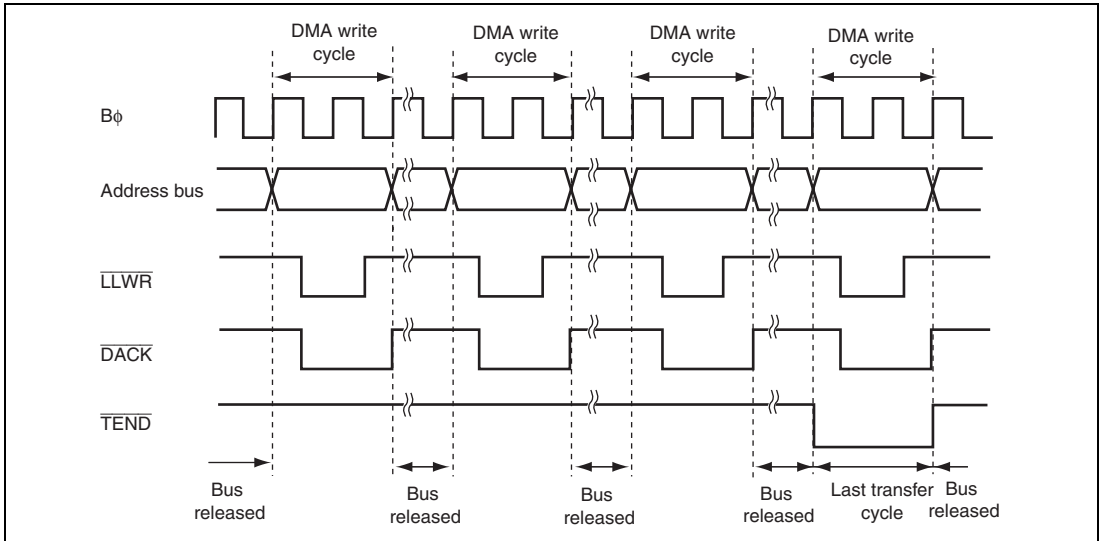 DMA write
cycle
DMA write
cycle
DMA write
cycle
DMA write
cycle
Bφ
Address bus
LLWR
DACK
TEND
Bus
released
Bus
released
Bus
released
Bus
released
Last transfer
cycle
Bus
released